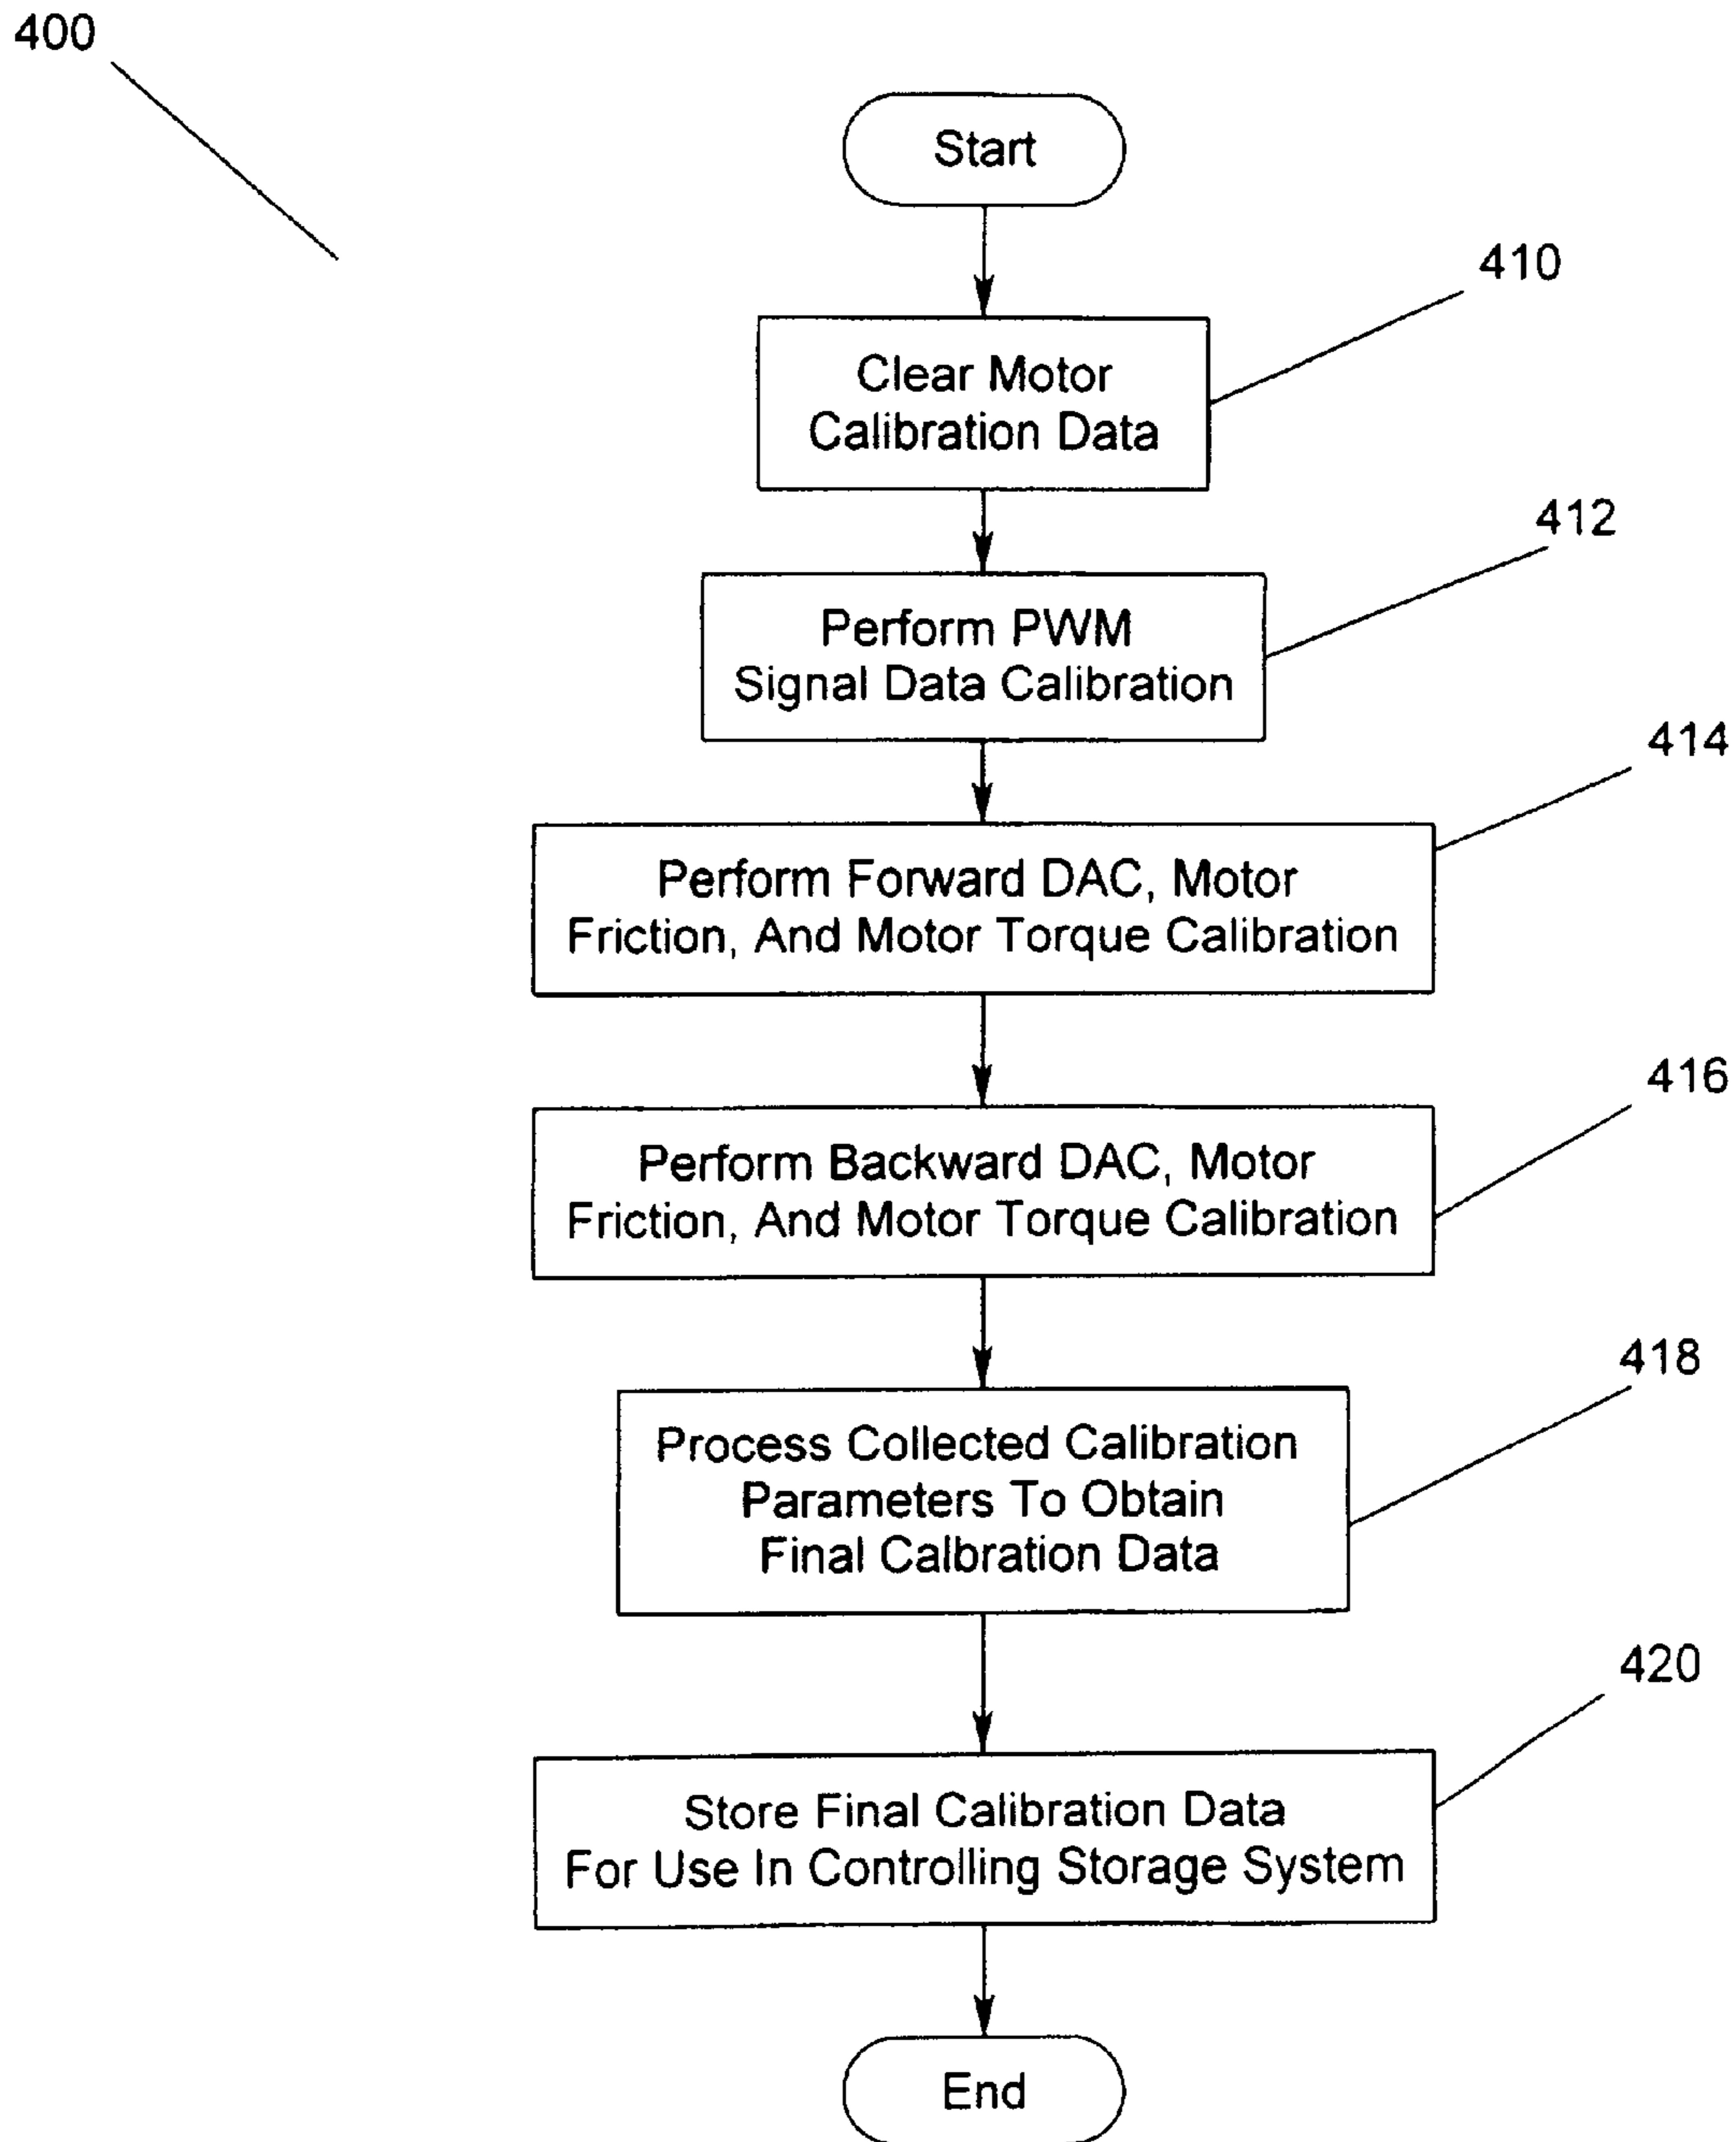 400
Start
410
Clear Motor
Calibration Data
412
Perform PWM
Signal Data Calibration
414
Perform Forward DAC, Motor
Friction, And Motor Torque Calibration
416
Perform Backward DAC, Motor
Friction, And Motor Torque Calibration
418
Process Collected Calibration
Parameters To Obtain
Final Calbration Data
420
Store Final Calibration Data
For Use In Controlling Storage System
End